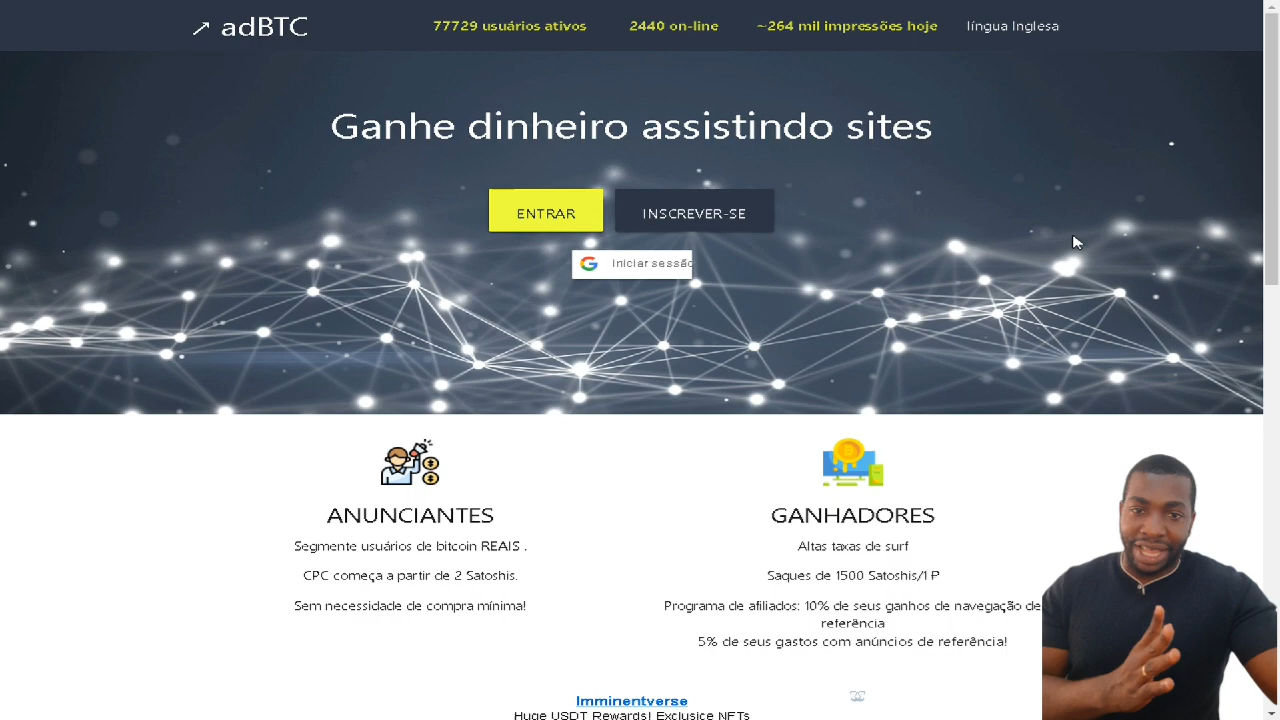 adBTC
77729 usuários ativos
2440 on-line
~264 mil impressões hoje
língua Inglesa
Ganhe dinheiro assistindo sites
ENTRAR
INSCREVER-SE
Iniciar sessão
ANUNCIANTES
Segmente usuários de bitcoin REAIS .
CPC começa a partir de 2 Satoshis.
Sem necessidade de compra mínima!
GANHADORES
Altas taxas de surf
Saques de 1500 Satoshis/1 ₽
Programa de afiliados: 10% de seus ganhos de navegação de
referência
5% de seus gastos com anúncios de referência!
Imminentverse
Huge USDT Rewards! Exclusice NFTs